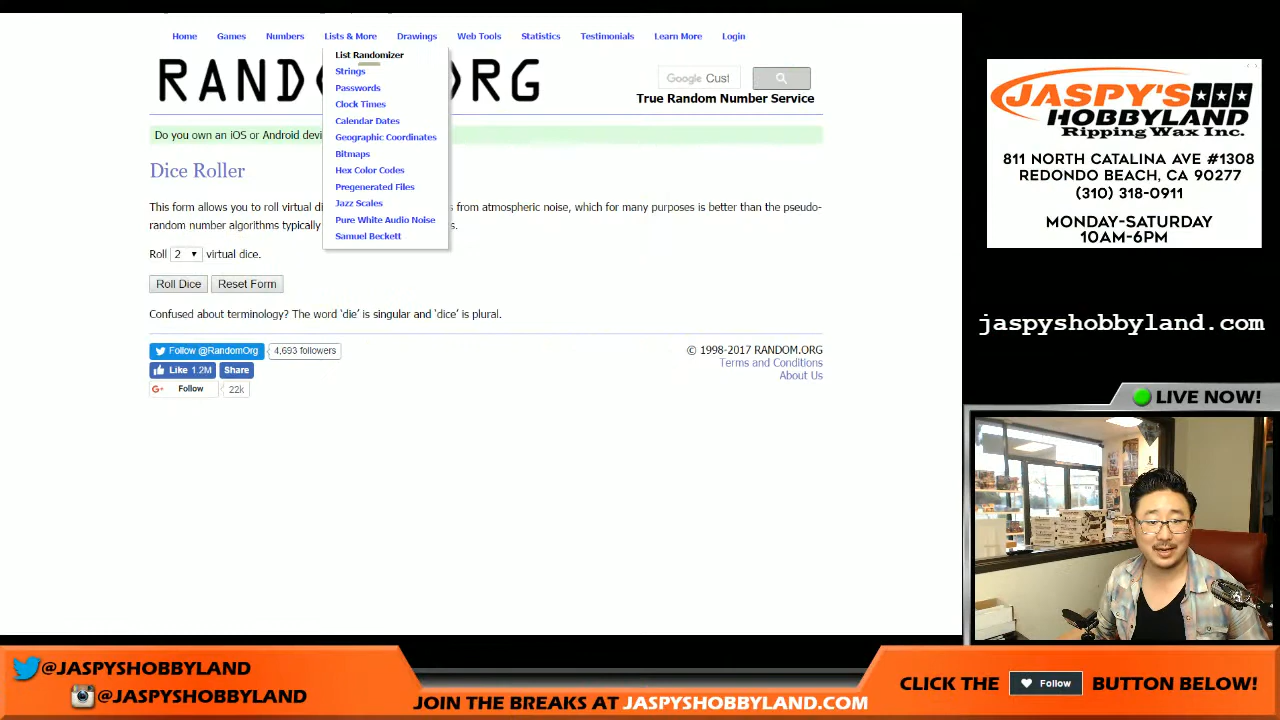 Home Games Numbers Lists & More Drawings Web Tools Statistics Testimonials Learn More Login
List Randomizer
Strings
Passwords
Clock Times
Calendar Dates
Geographic Coordinates
Bitmaps
Hex Color Codes
Pregenerated Files
Jazz Scales
Pure White Audio Noise
Samuel Beckett
Google Cust
True Random Number Service
Do you own an iOS or Android devi
Dice Roller
This form allows you to roll virtual di s from atmospheric noise, which for many purposes is better than the pseudo-
random number algorithms typically s.
Roll 2 virtual dice.
Roll Dice Reset Form
Confused about terminology? The word ‘die’ is singular and ‘dice’ is plural.
Follow @RandomOrg 4,693 followers
Like 1.2M Share
G+ Follow 22k
© 1998-2017 RANDOM.ORG
Terms and Conditions
About Us
JASPY'S
HOBBYLAND
Ripping Wax Inc.
811 NORTH CATALINA AVE #1308
REDONDO BEACH, CA 90277
(310) 318-0911
MONDAY-SATURDAY
10AM-6PM
jaspyshobbyland.com
LIVE NOW!
@JASPYSHOBBYLAND
@JASPYSHOBBYLAND
JOIN THE BREAKS AT JASPYSHOBBYLAND.COM
CLICK THE Follow BUTTON BELOW!